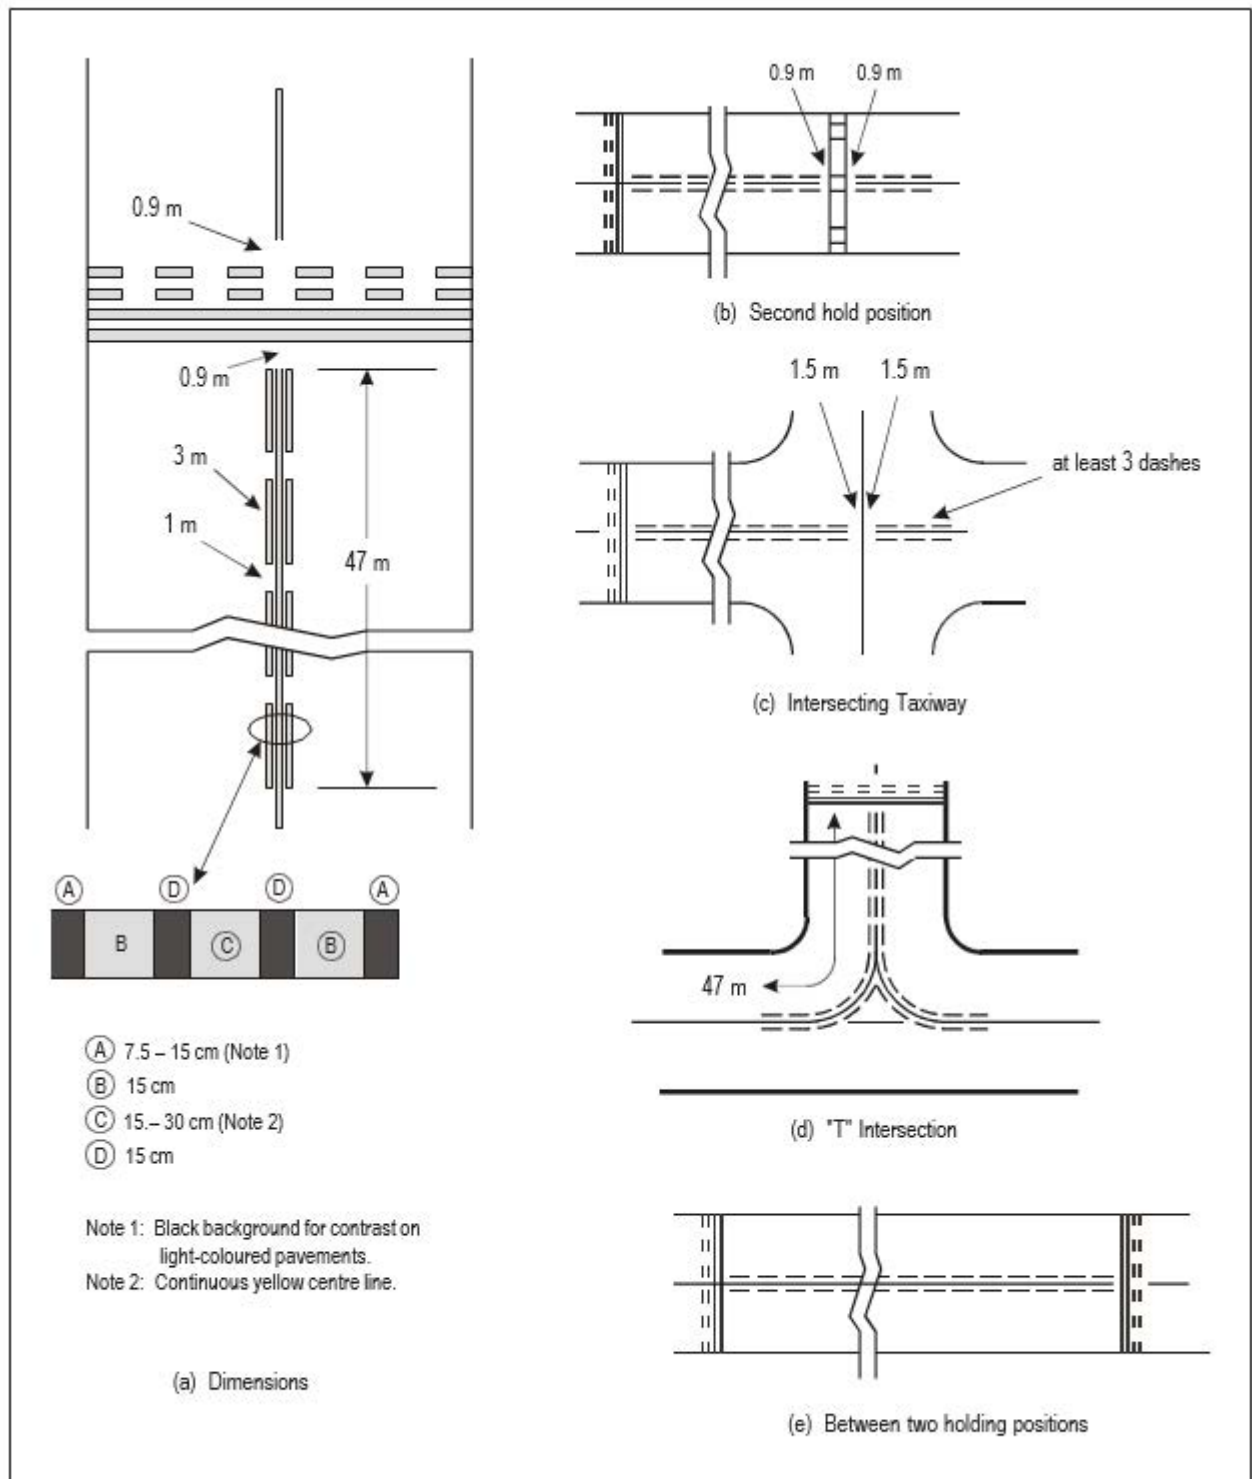 0.9 m
0.9 m
3 m
1 m
47 m
A D D A
B C B
A 7.5 – 15 cm (Note 1)
B 15 cm
C 15.– 30 cm (Note 2)
D 15 cm
Note 1: Black background for contrast on
light-coloured pavements.
Note 2: Continuous yellow centre line.
(a) Dimensions
0.9 m 0.9 m
(b) Second hold position
1.5 m 1.5 m
at least 3 dashes
(c) Intersecting Taxiway
47 m
(d) "T" Intersection
(e) Between two holding positions